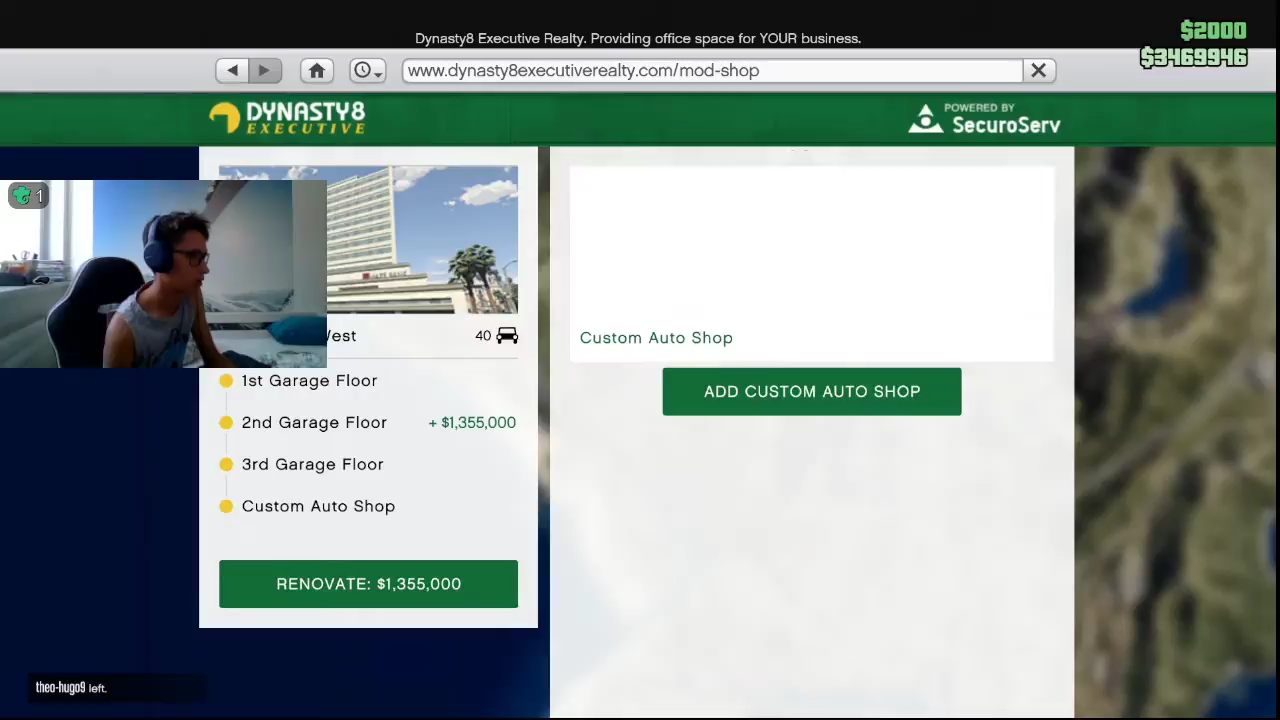 Dynasty8 Executive Realty. Providing office space for YOUR business.
$2000
$3469946
www.dynasty8executiverealty.com/mod-shop
DYNASTY8
EXECUTIVE
POWERED BY
SecuroServ
1
West
40
1st Garage Floor
2nd Garage Floor + $1,355,000
3rd Garage Floor
Custom Auto Shop
RENOVATE: $1,355,000
Custom Auto Shop
ADD CUSTOM AUTO SHOP
theo-hugo9 left.